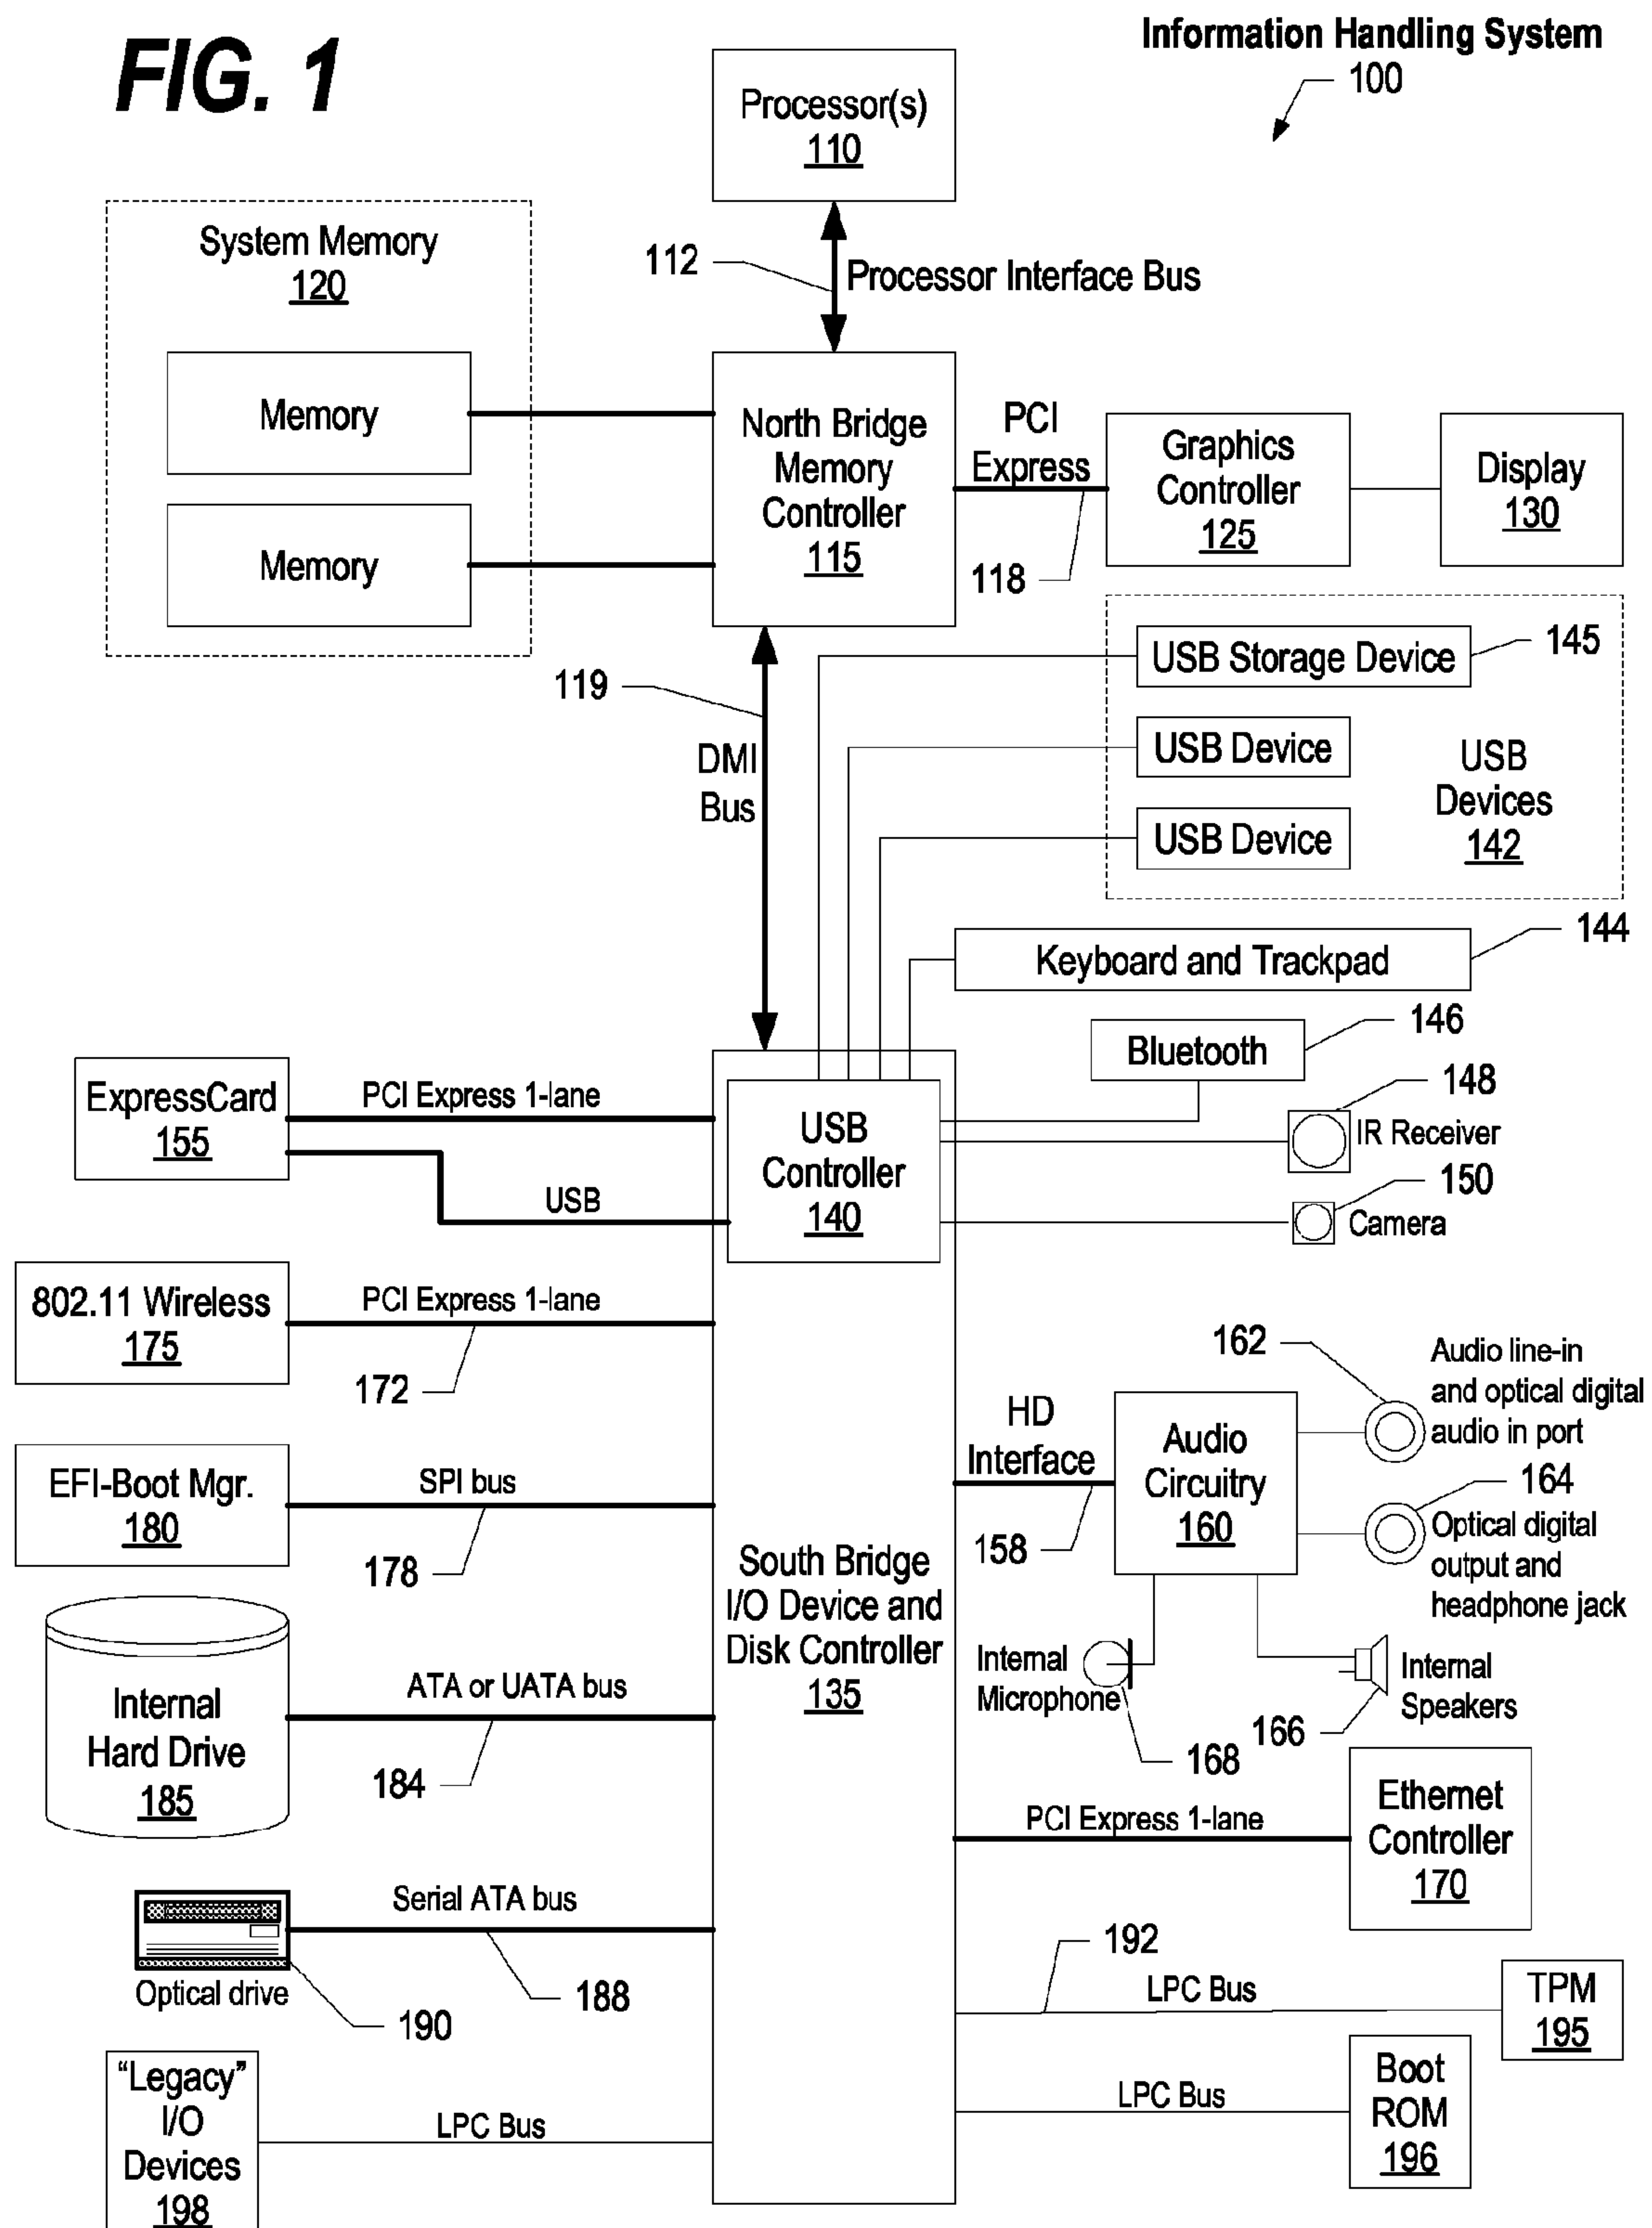 FIG. 1
Information Handling System
100
Processor(s)
110
112
Processor Interface Bus
System Memory
120
Memory
Memory
North Bridge
Memory
Controller
115
PCI
Express
118
Graphics
Controller
125
Display
130
119
DMI
Bus
USB Storage Device
145
USB Device
USB Device
USB
Devices
142
Keyboard and Trackpad
144
Bluetooth
146
148
IR Receiver
150
Camera
ExpressCard
155
PCI Express 1-lane
USB
USB
Controller
140
802.11 Wireless
175
PCI Express 1-lane
172
EFI-Boot Mgr.
180
SPI bus
178
South Bridge
I/O Device and
Disk Controller
135
HD
Interface
158
Audio
Circuitry
160
162
Audio line-in
and optical digital
audio in port
164
Optical digital
output and
headphone jack
Internal
Microphone
168
166
Internal
Speakers
Internal
Hard Drive
185
ATA or UATA bus
184
PCI Express 1-lane
Ethernet
Controller
170
Serial ATA bus
188
Optical drive
190
192
LPC Bus
TPM
195
LPC Bus
Boot
ROM
196
“Legacy”
I/O
Devices
198
LPC Bus